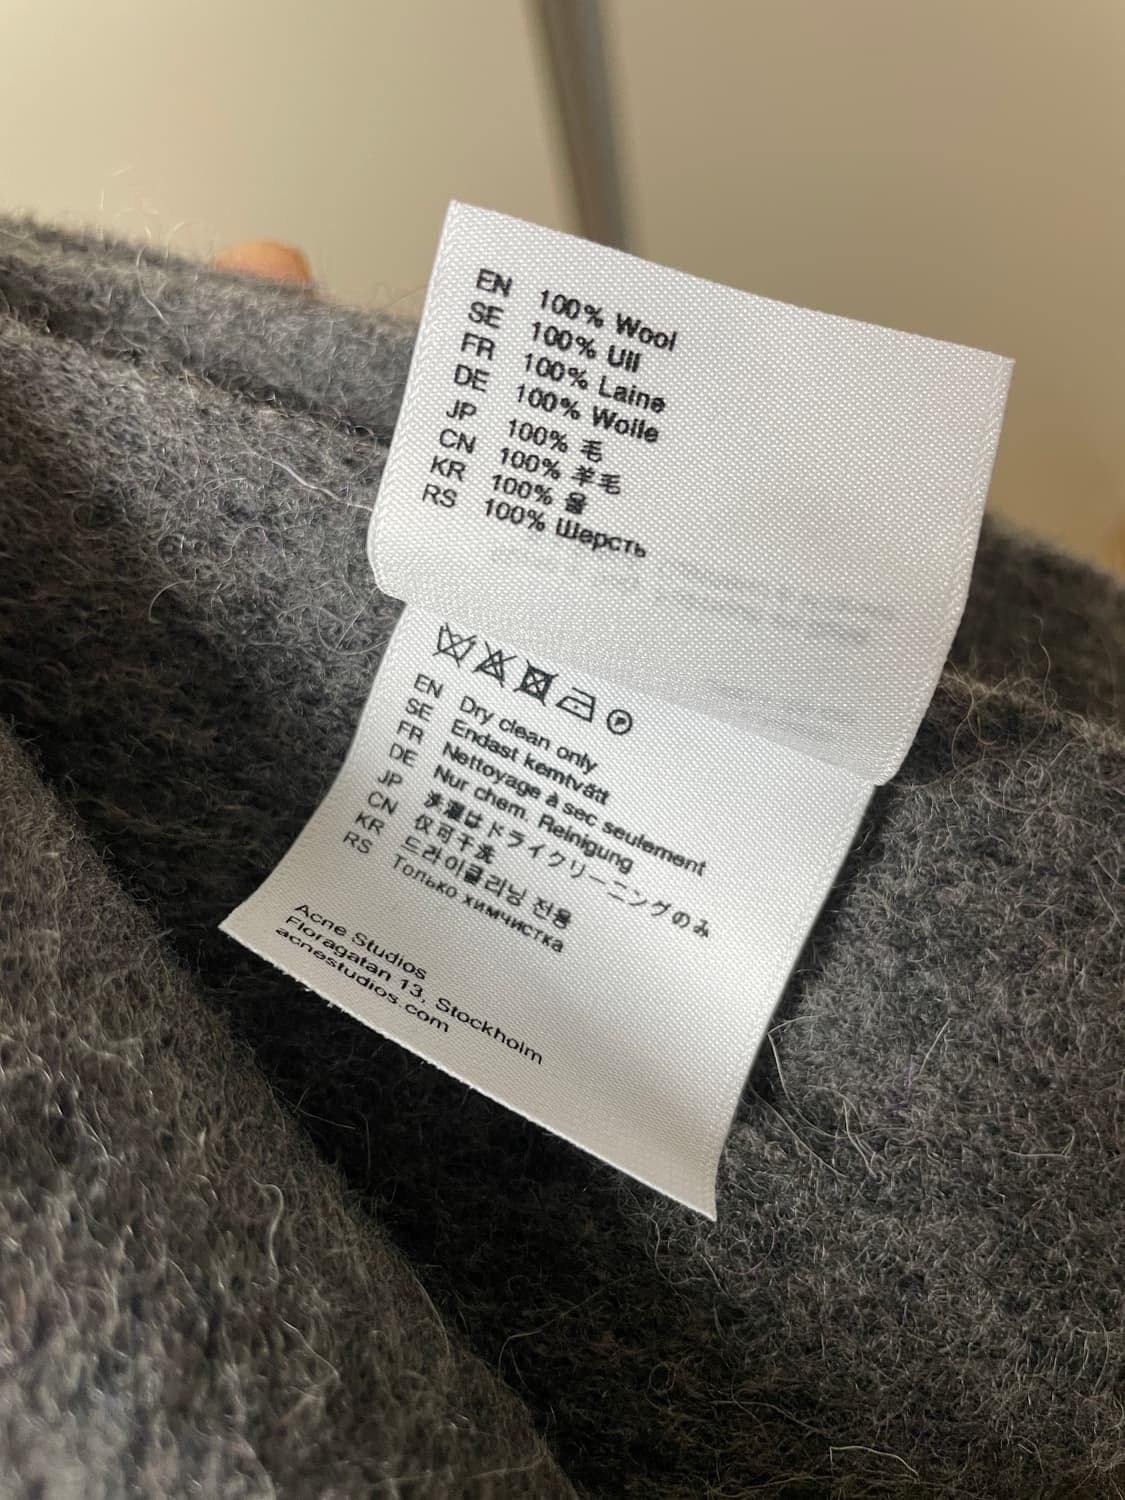 EN 100% Wool
SE 100% Ull
FR 100% Laine
DE 100% Wolle
JP 100% 毛
CN 100% 羊毛
KR 100% 울
RS 100% Шерсть
P
EN Dry clean only
SE Endast kemtvätt
FR Nettoyage à sec seulement
DE Nur chem. Reinigung
JP 洗濯はドライクリーニングのみ
CN 仅可干洗
KR 드라이클리닝 전용
RS Только химчистка
Acne Studios
Floragatan 13, Stockholm
acnestudios.com